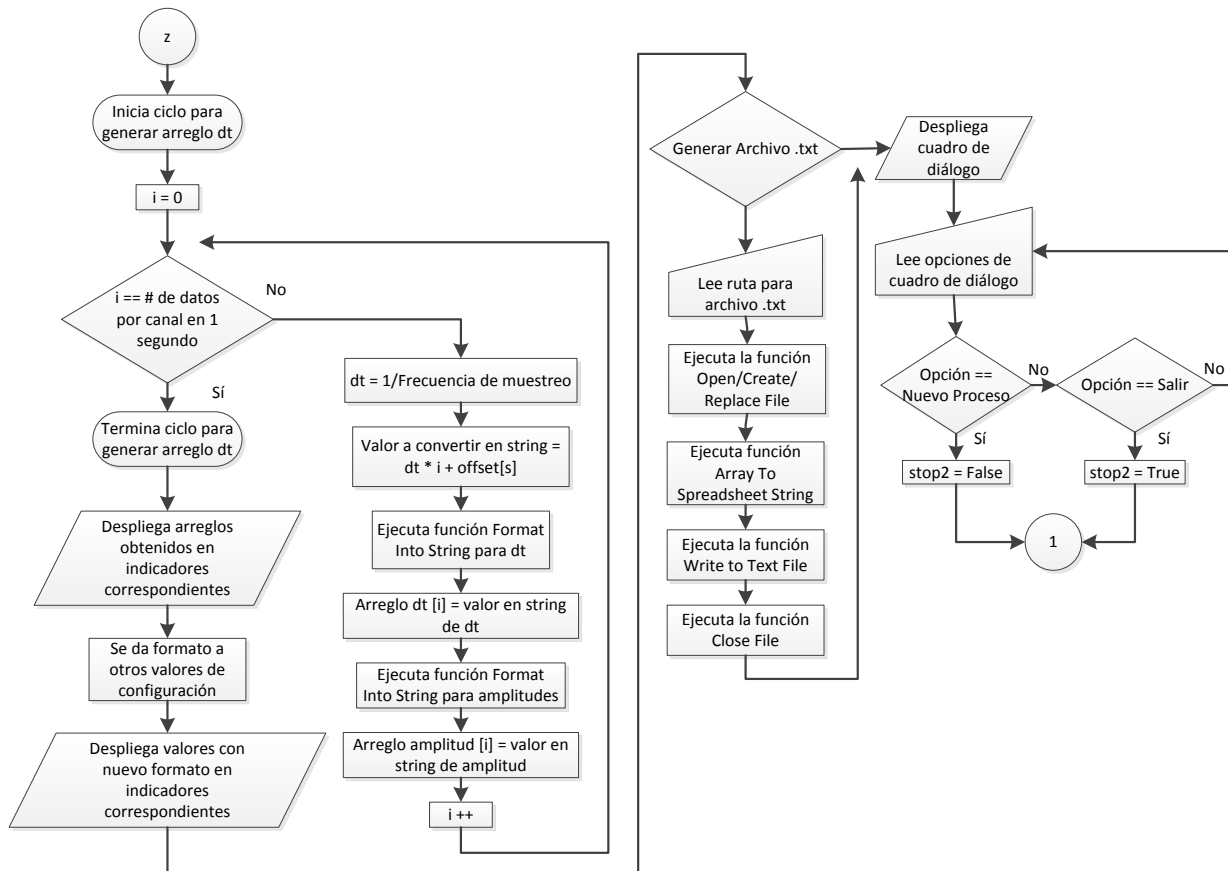 z
Inicia ciclo para
generar arreglo dt
i = 0
i == # de datos
por canal en 1
segundo
No
Sí
Termina ciclo para
generar arreglo dt
Despliega arreglos
obtenidos en
indicadores
correspondientes
Se da formato a
otros valores de
configuración
Despliega valores con
nuevo formato en
indicadores
correspondientes
dt = 1/Frecuencia de muestreo
Valor a convertir en string =
dt * i + offset[s]
Ejecuta función Format
Into String para dt
Arreglo dt [i] = valor en string
de dt
Ejecuta función Format
Into String para amplitudes
Arreglo amplitud [i] = valor en
string de amplitud
i ++
Generar Archivo .txt
Lee ruta para
archivo .txt
Ejecuta la función
Open/Create/
Replace File
Ejecuta función
Array To
Spreadsheet String
Ejecuta la función
Write to Text File
Ejecuta la función
Close File
Despliega
cuadro de
diálogo
Lee opciones de
cuadro de diálogo
Opción ==
Nuevo Proceso
No
Sí
stop2 = False
Opción == Salir
No
Sí
stop2 = True
1